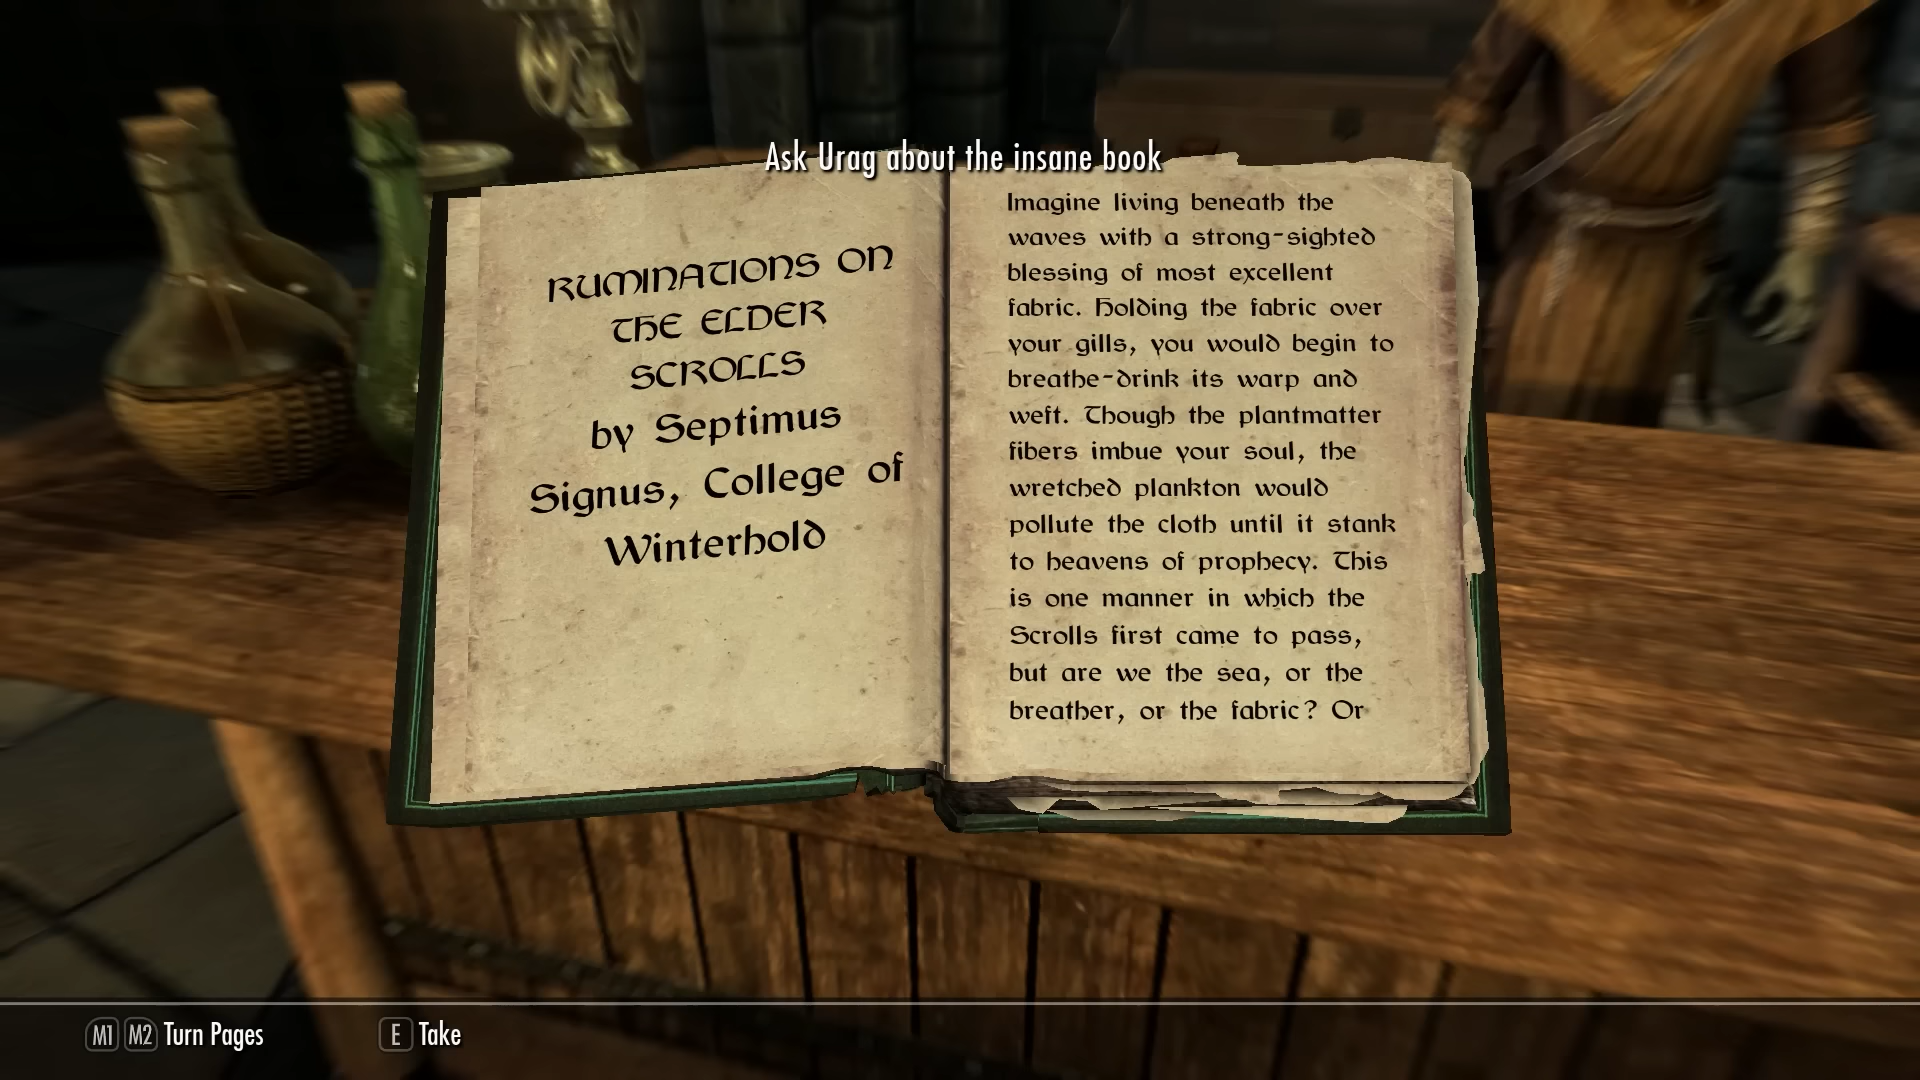 Ask Urag about the insane book
RUMINATIONS ON
THE ELDER
SCROLLS
by Septimus
Signus, College of
Winterhold
Imagine living beneath the
waves with a strong-sighted
blessing of most excellent
fabric. Holding the fabric over
your gills, you would begin to
breathe-drink its warp and
weft. Though the plantmatter
fibers imbue your soul, the
wretched plankton would
pollute the cloth until it stank
to heavens of prophecy. This
is one manner in which the
Scrolls first came to pass,
but are we the sea, or the
breather, or the fabric? Or
M1 M2 Turn Pages
E Take